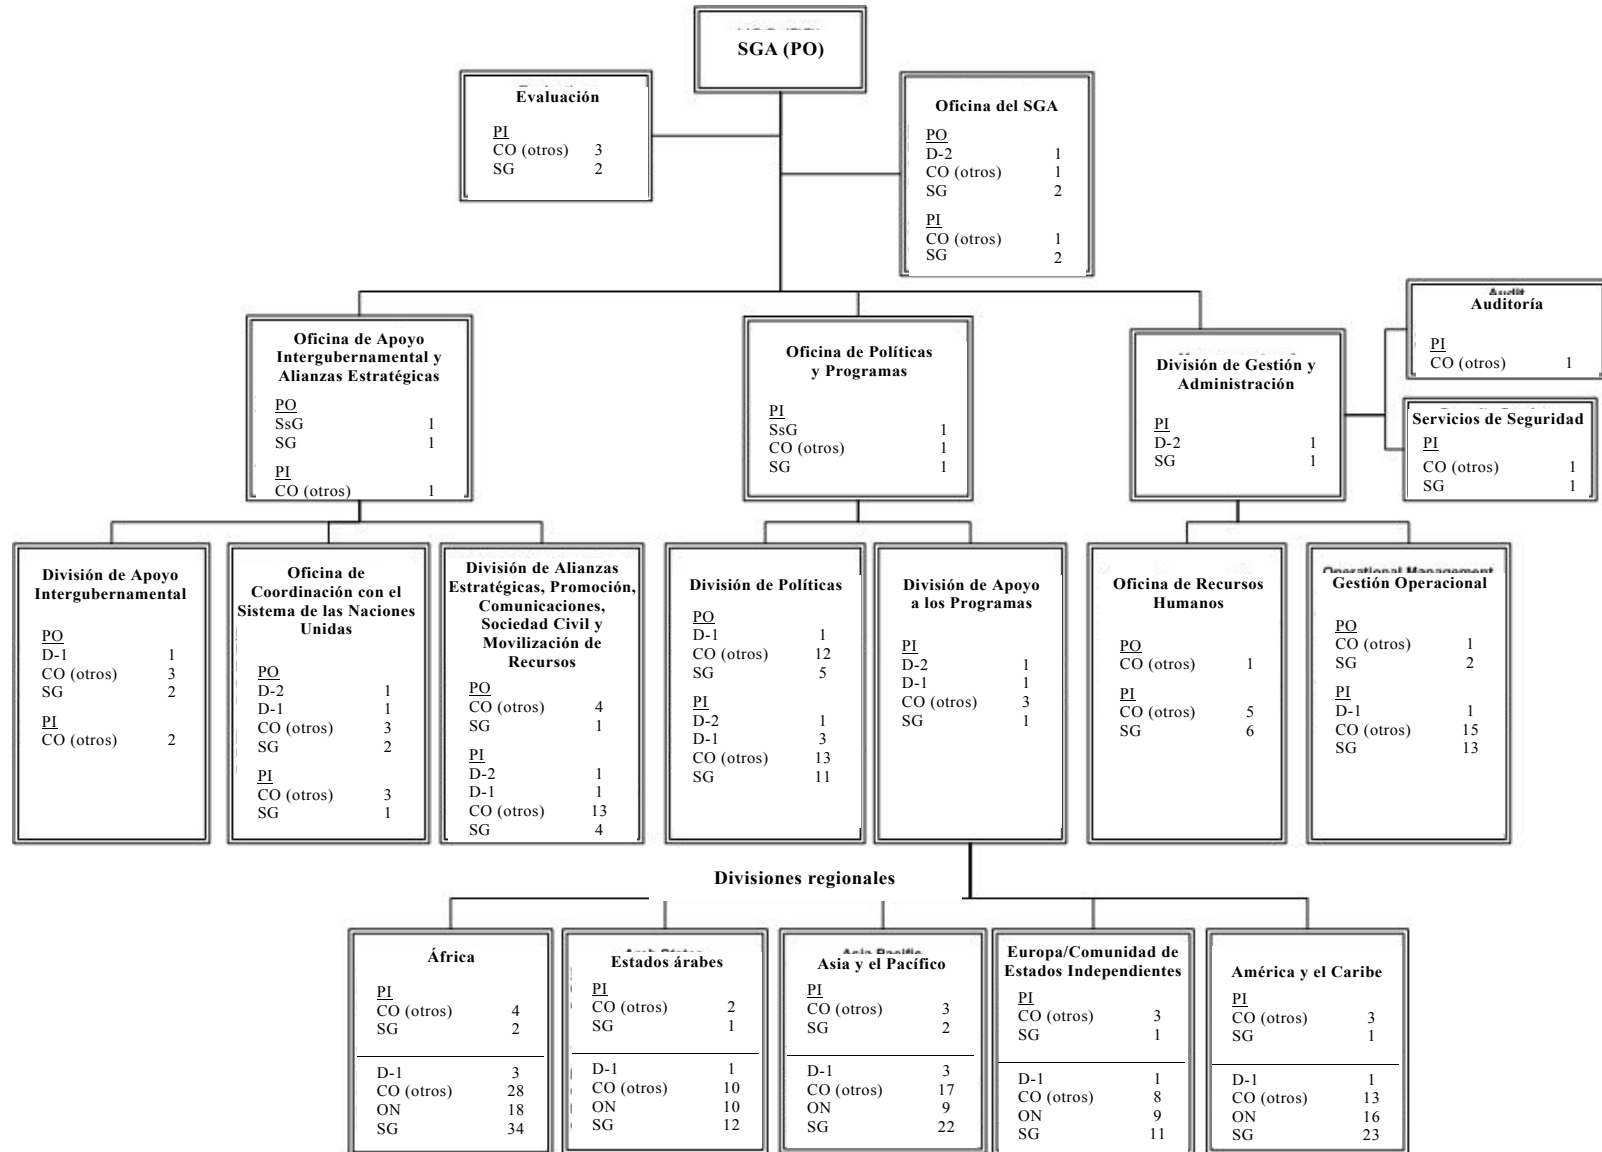 SGA (PO)
Evaluación
PI
CO (otros) 3
SG 2
Oficina del SGA
PO
D-2 1
CO (otros) 1
SG 2
PI
CO (otros) 1
SG 2
Oficina de Apoyo
Intergubernamental y
Alianzas Estratégicas
PO
SsG 1
SG 1
PI
CO (otros) 1
Oficina de Políticas
y Programas
PI
SsG 1
CO (otros) 1
SG 1
División de Gestión y
Administración
PI
D-2 1
SG 1
Audit
Auditoría
PI
CO (otros) 1
Servicios de Seguridad
PI
CO (otros) 1
SG 1
División de Apoyo
Intergubernamental
PO
D-1 1
CO (otros) 3
SG 2
PI
CO (otros) 2
Oficina de
Coordinación con el
Sistema de las Naciones
Unidas
PO
D-2 1
D-1 1
CO (otros) 3
SG 2
PI
CO (otros) 3
SG 1
División de Alianzas
Estratégicas, Promoción,
Comunicaciones,
Sociedad Civil y
Movilización de
Recursos
PO
CO (otros) 4
SG 1
PI
D-2 1
D-1 1
CO (otros) 13
SG 4
División de Políticas
PO
D-1 1
CO (otros) 12
SG 5
PI
D-2 1
D-1 3
CO (otros) 13
SG 11
División de Apoyo
a los Programas
PI
D-2 1
D-1 1
CO (otros) 3
SG 1
Oficina de Recursos
Humanos
PO
CO (otros) 1
PI
CO (otros) 5
SG 6
Operational Management
Gestión Operacional
PO
CO (otros) 1
SG 2
PI
D-1 1
CO (otros) 15
SG 13
Divisiones regionales
África
PI
CO (otros) 4
SG 2
D-1 3
CO (otros) 28
ON 18
SG 34
Arab States
Estados árabes
PI
CO (otros) 2
SG 1
D-1 1
CO (otros) 10
ON 10
SG 12
Asia Pacific
Asia y el Pacífico
PI
CO (otros) 3
SG 2
D-1 3
CO (otros) 17
ON 9
SG 22
Europa/Comunidad de
Estados Independientes
PI
CO (otros) 3
SG 1
D-1 1
CO (otros) 8
ON 9
SG 11
América y el Caribe
PI
CO (otros) 3
SG 1
D-1 1
CO (otros) 13
ON 16
SG 23